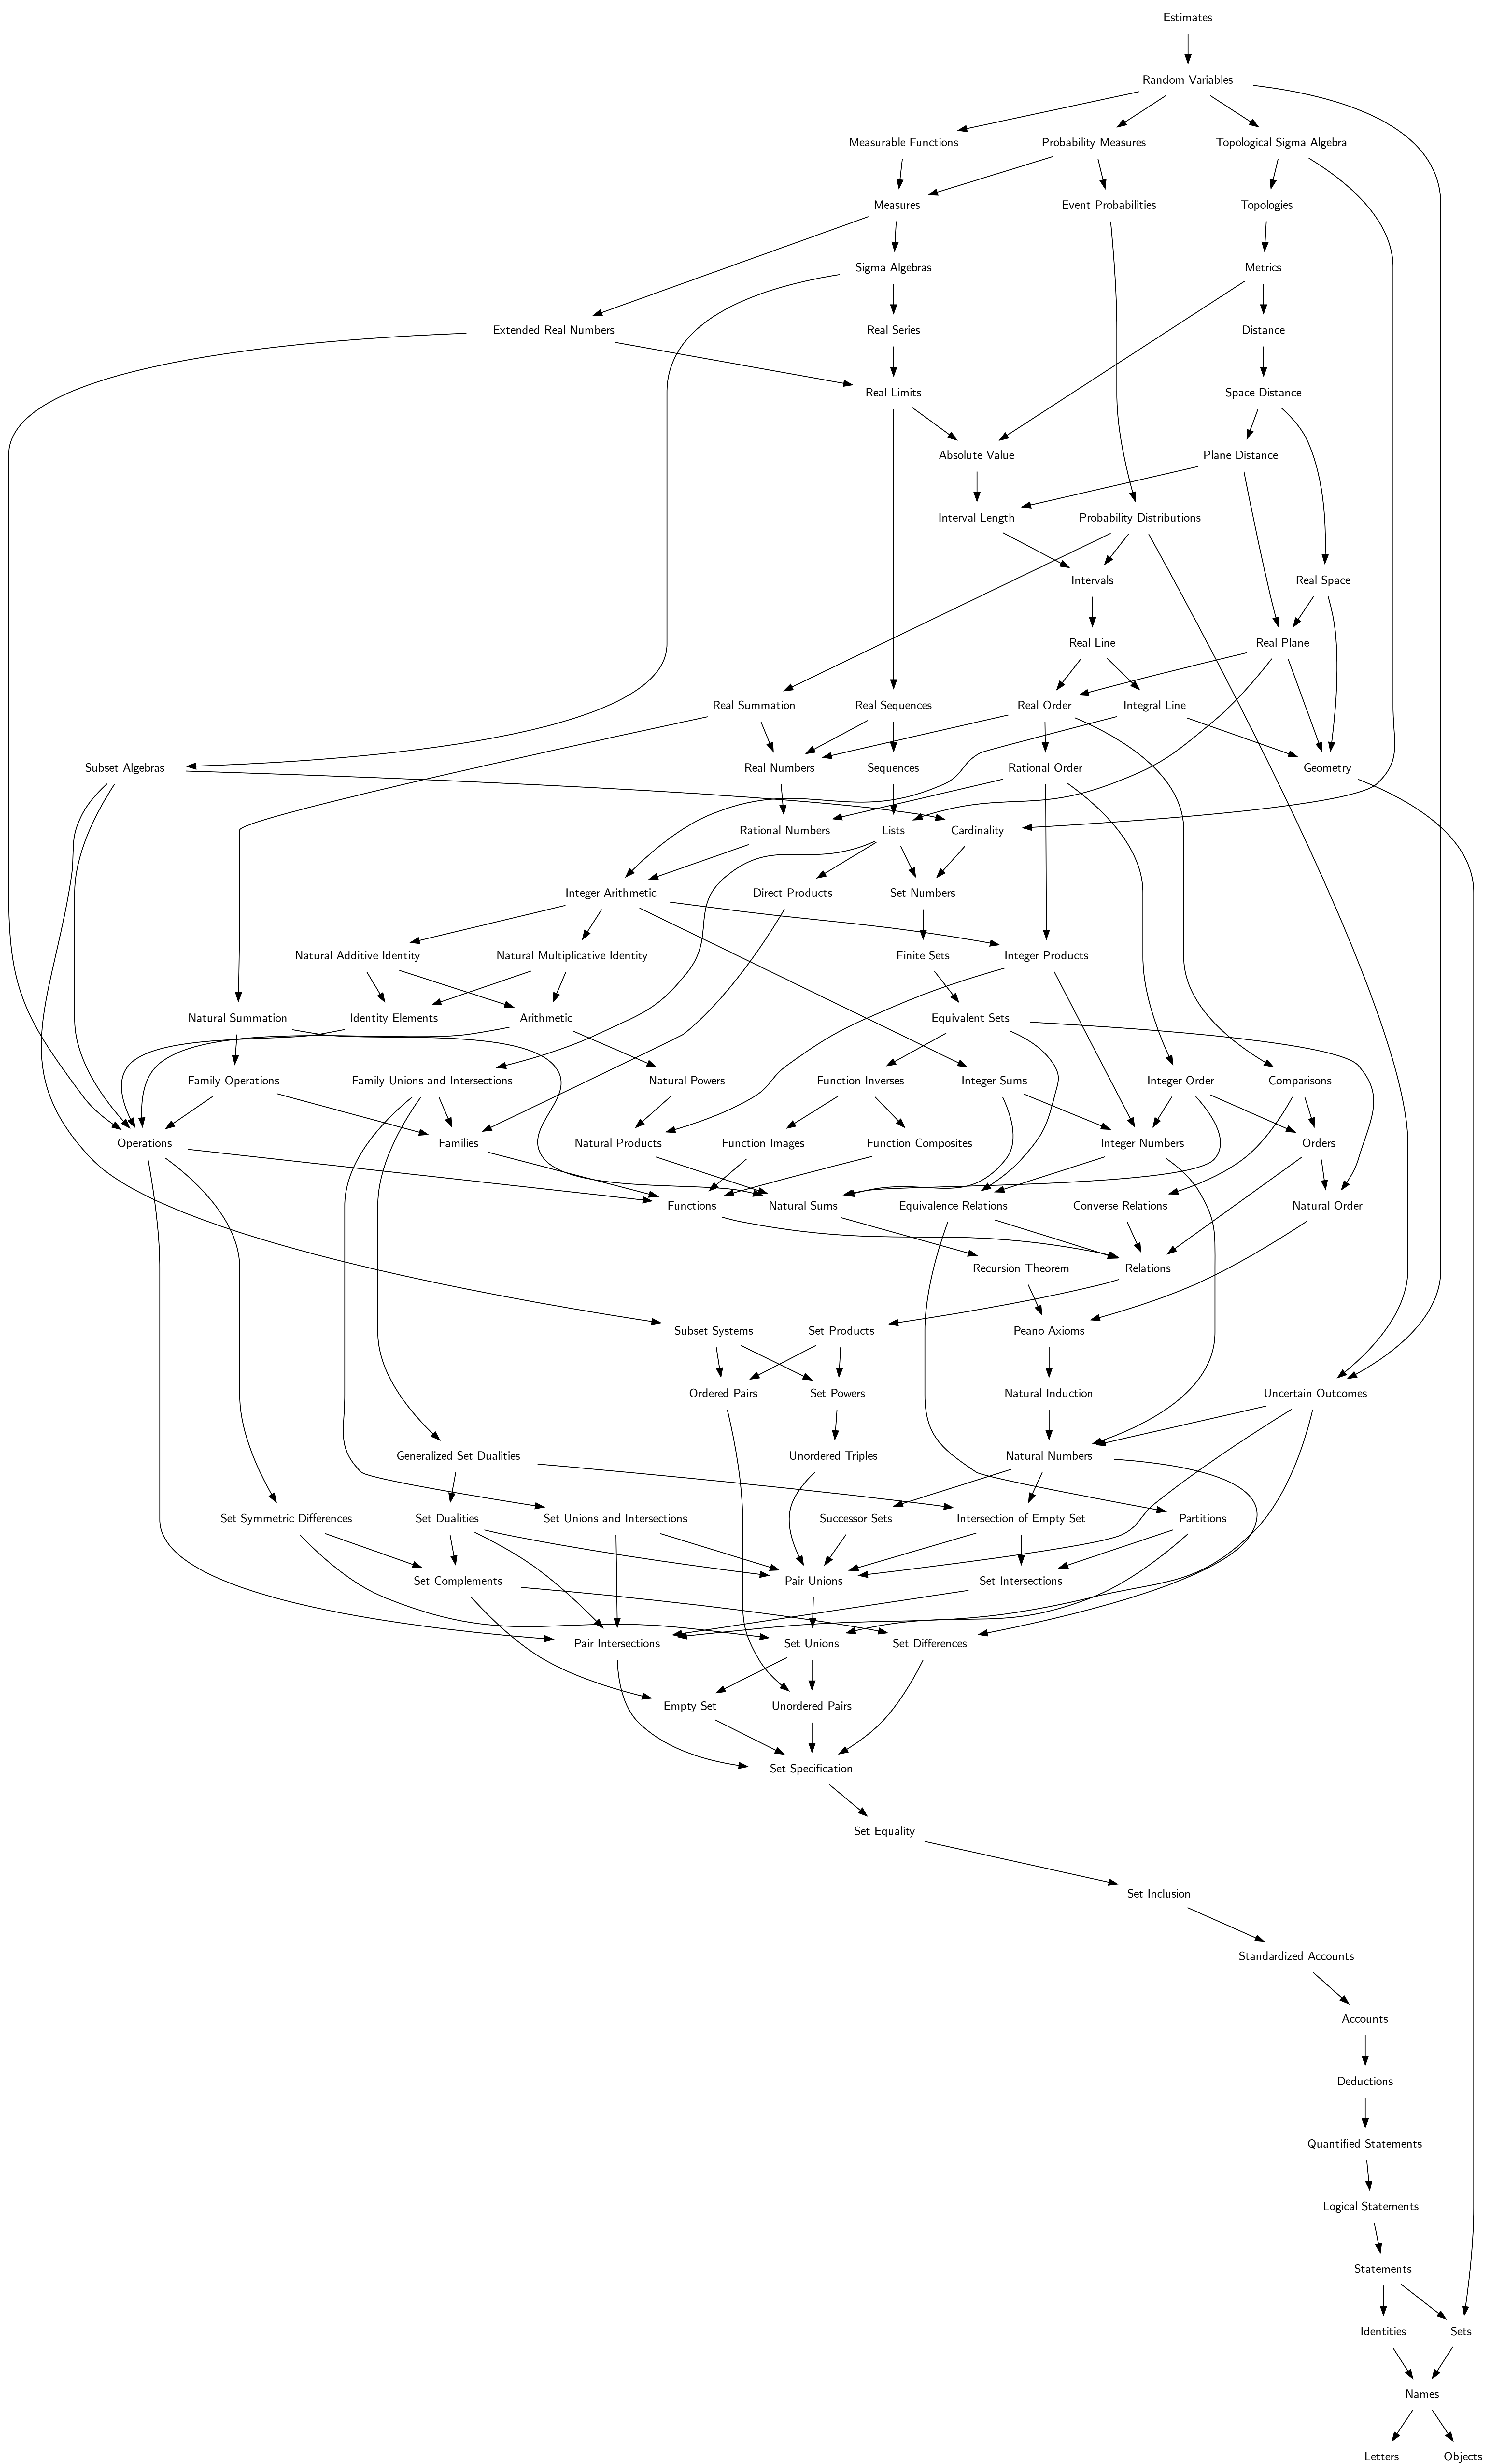 Estimates
Random Variables
Measurable Functions
Probability Measures
Topological Sigma Algebra
Measures
Event Probabilities
Topologies
Sigma Algebras
Metrics
Extended Real Numbers
Real Series
Distance
Real Limits
Space Distance
Absolute Value
Plane Distance
Interval Length
Probability Distributions
Intervals
Real Space
Real Line
Real Plane
Real Summation
Real Sequences
Real Order
Integral Line
Subset Algebras
Real Numbers
Sequences
Rational Order
Geometry
Rational Numbers
Lists
Cardinality
Integer Arithmetic
Direct Products
Set Numbers
Natural Additive Identity
Natural Multiplicative Identity
Finite Sets
Integer Products
Natural Summation
Identity Elements
Arithmetic
Equivalent Sets
Family Operations
Family Unions and Intersections
Natural Powers
Function Inverses
Integer Sums
Integer Order
Comparisons
Operations
Families
Natural Products
Function Images
Function Composites
Integer Numbers
Orders
Functions
Natural Sums
Equivalence Relations
Converse Relations
Natural Order
Recursion Theorem
Relations
Subset Systems
Set Products
Peano Axioms
Ordered Pairs
Set Powers
Natural Induction
Uncertain Outcomes
Generalized Set Dualities
Unordered Triples
Natural Numbers
Set Symmetric Differences
Set Dualities
Set Unions and Intersections
Successor Sets
Intersection of Empty Set
Partitions
Set Complements
Pair Unions
Set Intersections
Pair Intersections
Set Unions
Set Differences
Empty Set
Unordered Pairs
Set Specification
Set Equality
Set Inclusion
Standardized Accounts
Accounts
Deductions
Quantified Statements
Logical Statements
Statements
Identities
Sets
Names
Letters
Objects